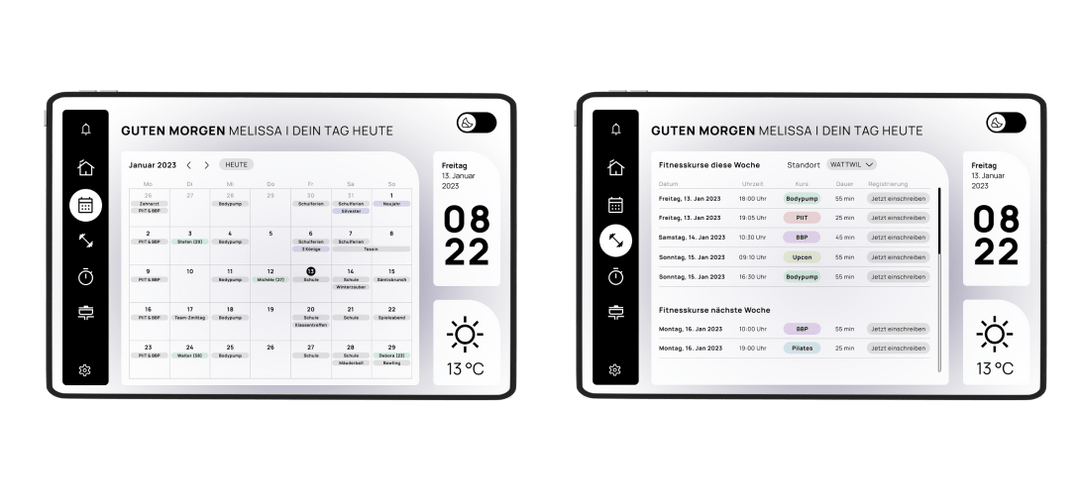 GUTEN MORGEN MELISSA I DEIN TAG HEUTE
Januar 2023 HEUTE
Mo Di Mi Do Fr Sa So
26 27 29 30 31 1
Zahnarzt Bodypump Schulferien Schulferien Neujahr
PIIT & BBP Silvester
2 3 4 5 6 7 8
PIIT & BBP Stefan (29) Bodypump Schulferien Schulferien
3 Könige Tessin
9 10 11 12 13 14 15
PIIT & BBP Bodypump Michèle (27) Schule Schule Säntisbrunch
Winterzauber
16 17 18 19 20 21 22
PIIT & BBP Team-Zmittag Bodypump Schule Schule Spieleabend
Klassentreffen
23 24 25 26 27 28 29
PIIT & BBP Walter (58) Bodypump Schule Schule Debora (23)
Mäuderball Bowling
Freitag
13. Januar
2023
08
22
13 °C
GUTEN MORGEN MELISSA I DEIN TAG HEUTE
Fitnesskurse diese Woche Standort WATTWIL
Datum Uhrzeit Kurs Dauer Registrierung
Freitag, 13. Jan 2023 18:00 Uhr Bodypump 55 min Jetzt einschreiben
Freitag, 13. Jan 2023 19:05 Uhr PIIT 25 min Jetzt einschreiben
Samstag, 14. Jan 2023 10:30 Uhr BBP 45 min Jetzt einschreiben
Sonntag, 15. Jan 2023 09:10 Uhr Upcon 55 min Jetzt einschreiben
Sonntag, 15. Jan 2023 16:30 Uhr Bodypump 55 min Jetzt einschreiben
Fitnesskurse nächste Woche
Montag, 16. Jan 2023 10:00 Uhr BBP 55 min Jetzt einschreiben
Montag, 16. Jan 2023 19:00 Uhr Pilates 25 min Jetzt einschreiben
Freitag
13. Januar
2023
08
22
13 °C